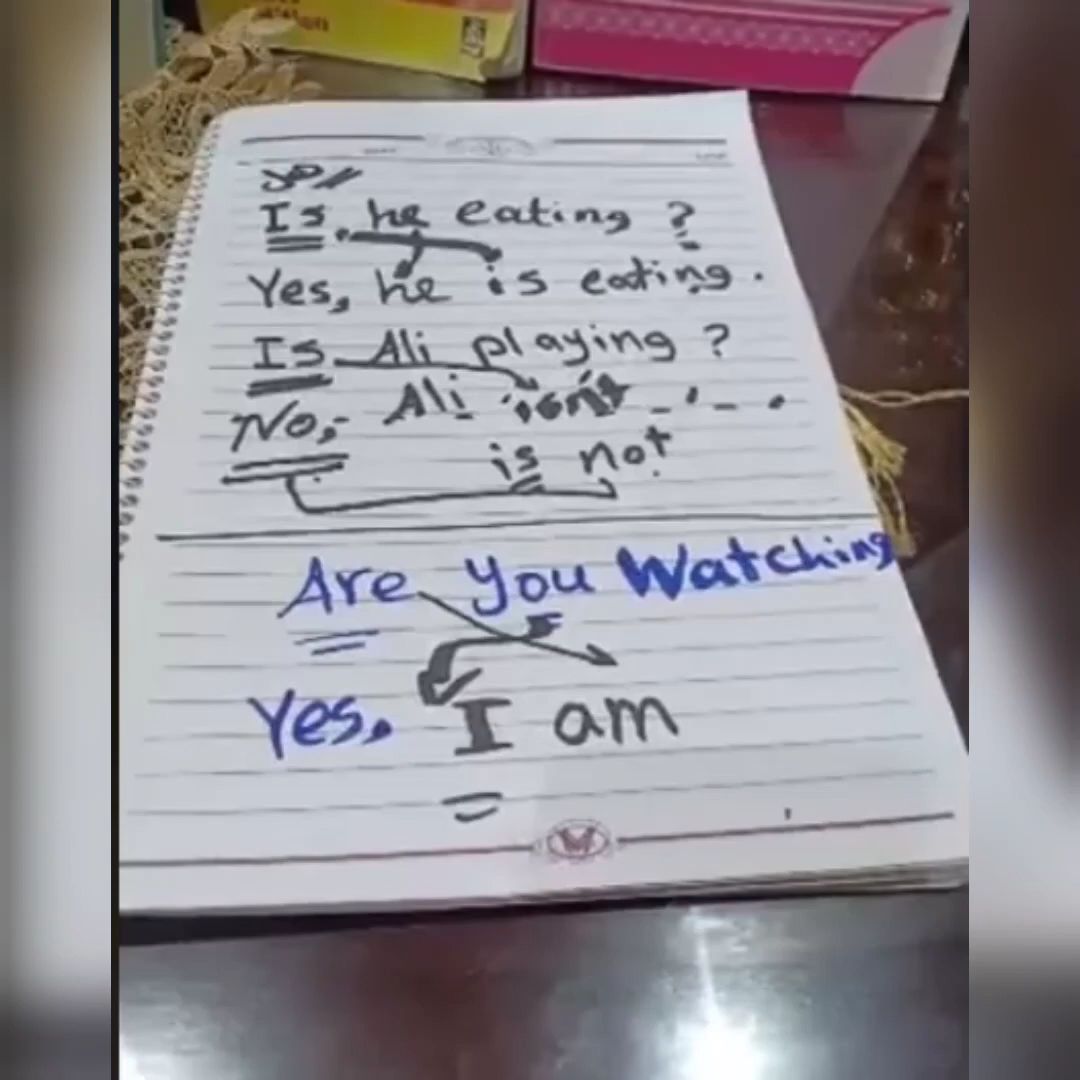 Is he eating ?
Yes, he is eating .
Is Ali playing ?
No, Ali isn't - - - .
is not
Are you Watching
Yes, I am